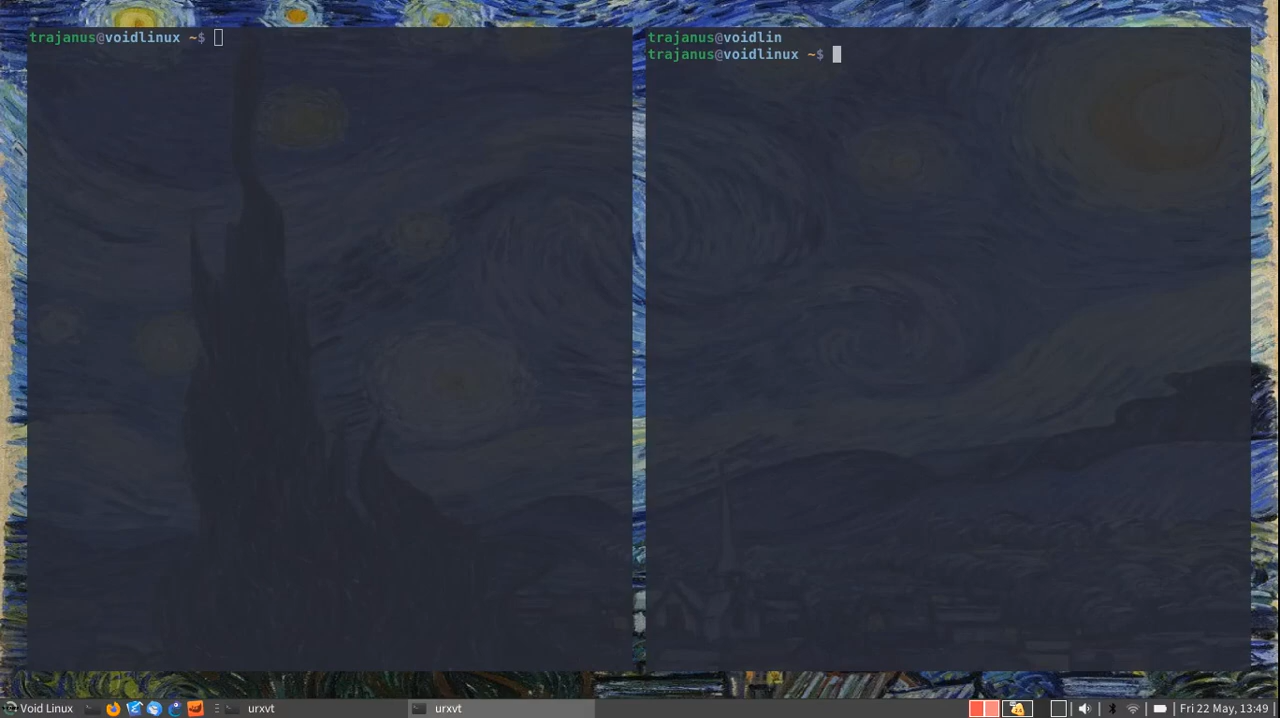 trajanus@voidlinux ~$
trajanus@voidlin
trajanus@voidlinux ~$
Void Linux
urxvt
urxvt
Fri 22 May, 13:49